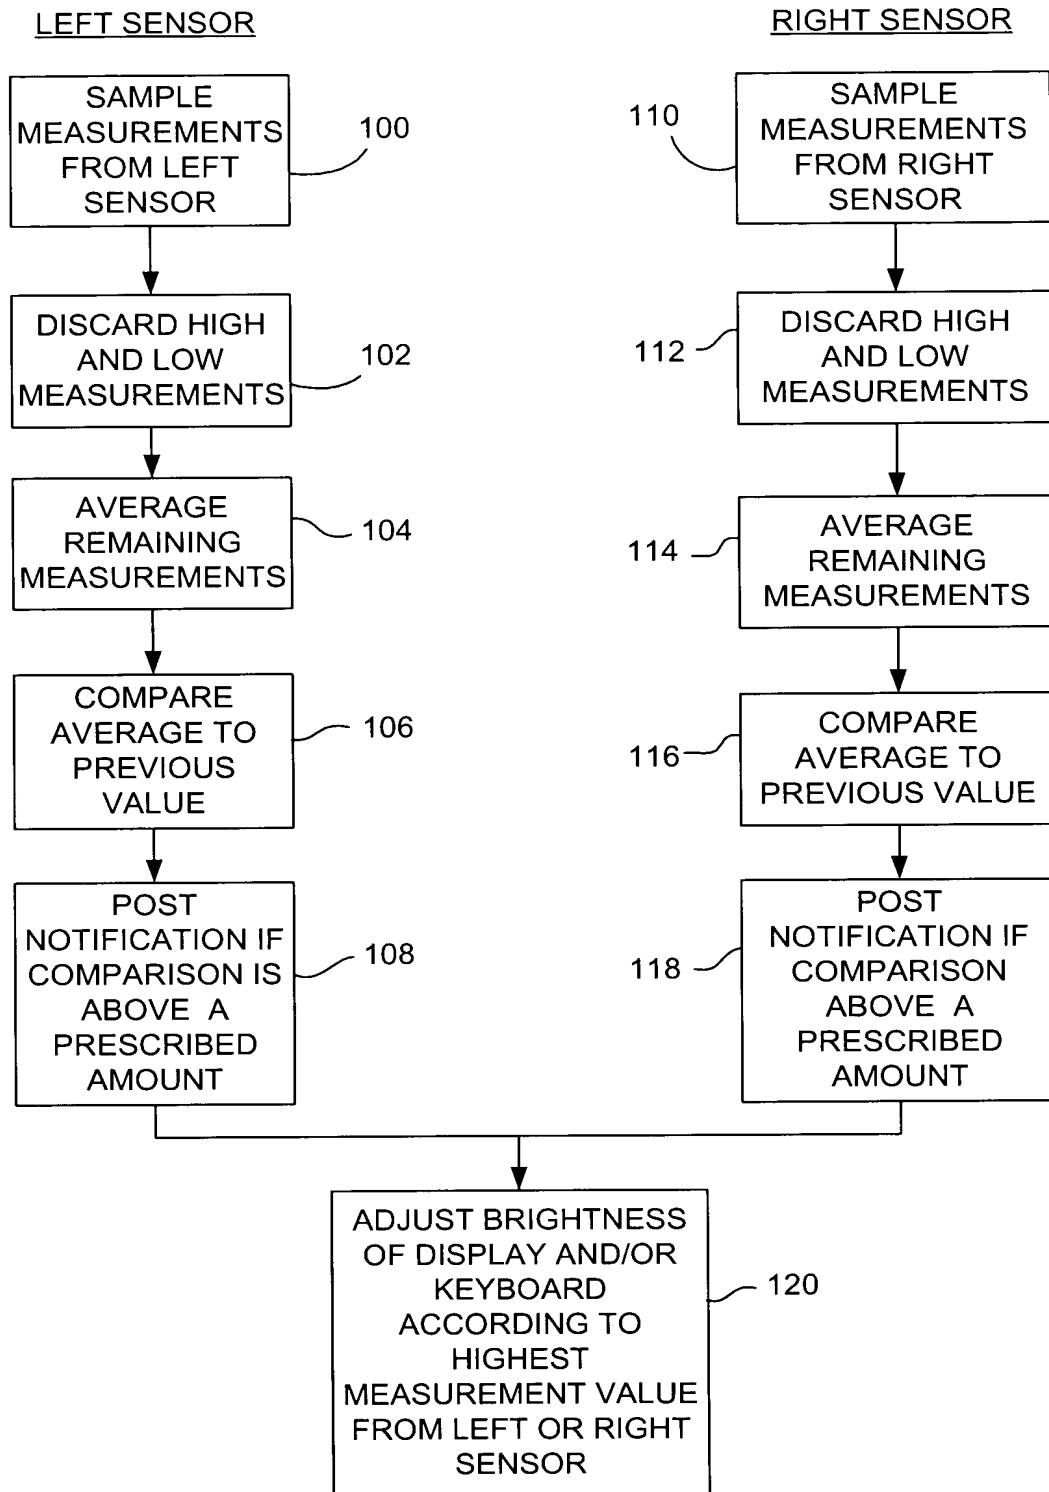 LEFT SENSOR
SAMPLE
MEASUREMENTS
FROM LEFT
SENSOR
100
DISCARD HIGH
AND LOW
MEASUREMENTS
102
AVERAGE
REMAINING
MEASUREMENTS
104
COMPARE
AVERAGE TO
PREVIOUS
VALUE
106
POST
NOTIFICATION IF
COMPARISON IS
ABOVE A
PRESCRIBED
AMOUNT
108
RIGHT SENSOR
SAMPLE
MEASUREMENTS
FROM RIGHT
SENSOR
110
DISCARD HIGH
AND LOW
MEASUREMENTS
112
AVERAGE
REMAINING
MEASUREMENTS
114
COMPARE
AVERAGE TO
PREVIOUS VALUE
116
POST
NOTIFICATION IF
COMPARISON
ABOVE A
PRESCRIBED
AMOUNT
118
ADJUST BRIGHTNESS
OF DISPLAY AND/OR
KEYBOARD
ACCORDING TO
HIGHEST
MEASUREMENT VALUE
FROM LEFT OR RIGHT
SENSOR
120